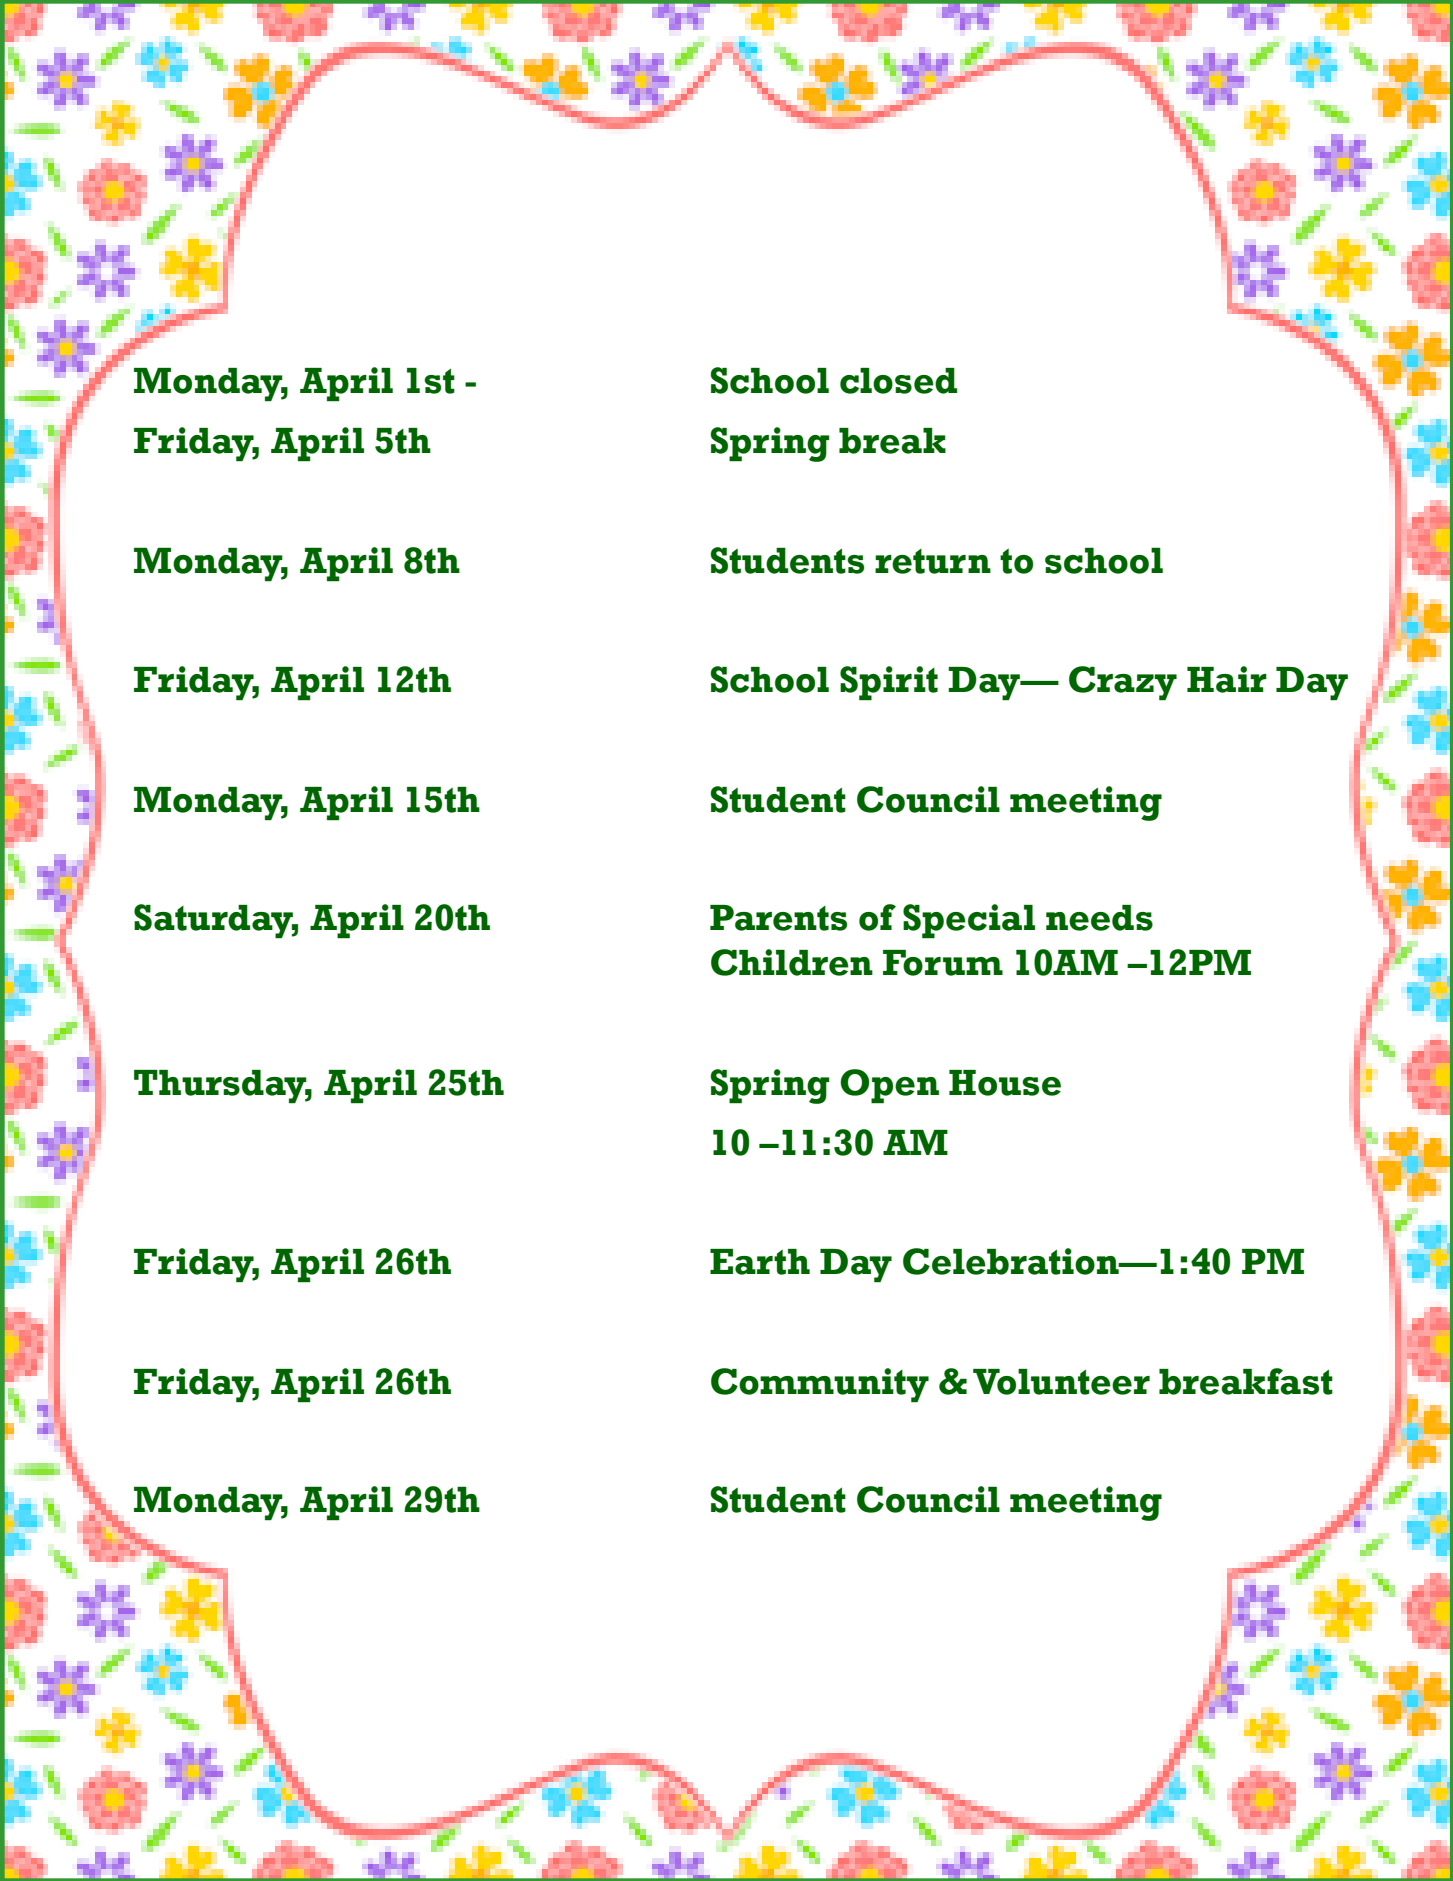 Monday, April 1st - School closed
Friday, April 5th Spring break
Monday, April 8th Students return to school
Friday, April 12th School Spirit Day— Crazy Hair Day
Monday, April 15th Student Council meeting
Saturday, April 20th Parents of Special needs
Children Forum 10AM –12PM
Thursday, April 25th Spring Open House
10 –11:30 AM
Friday, April 26th Earth Day Celebration—1:40 PM
Friday, April 26th Community & Volunteer breakfast
Monday, April 29th Student Council meeting